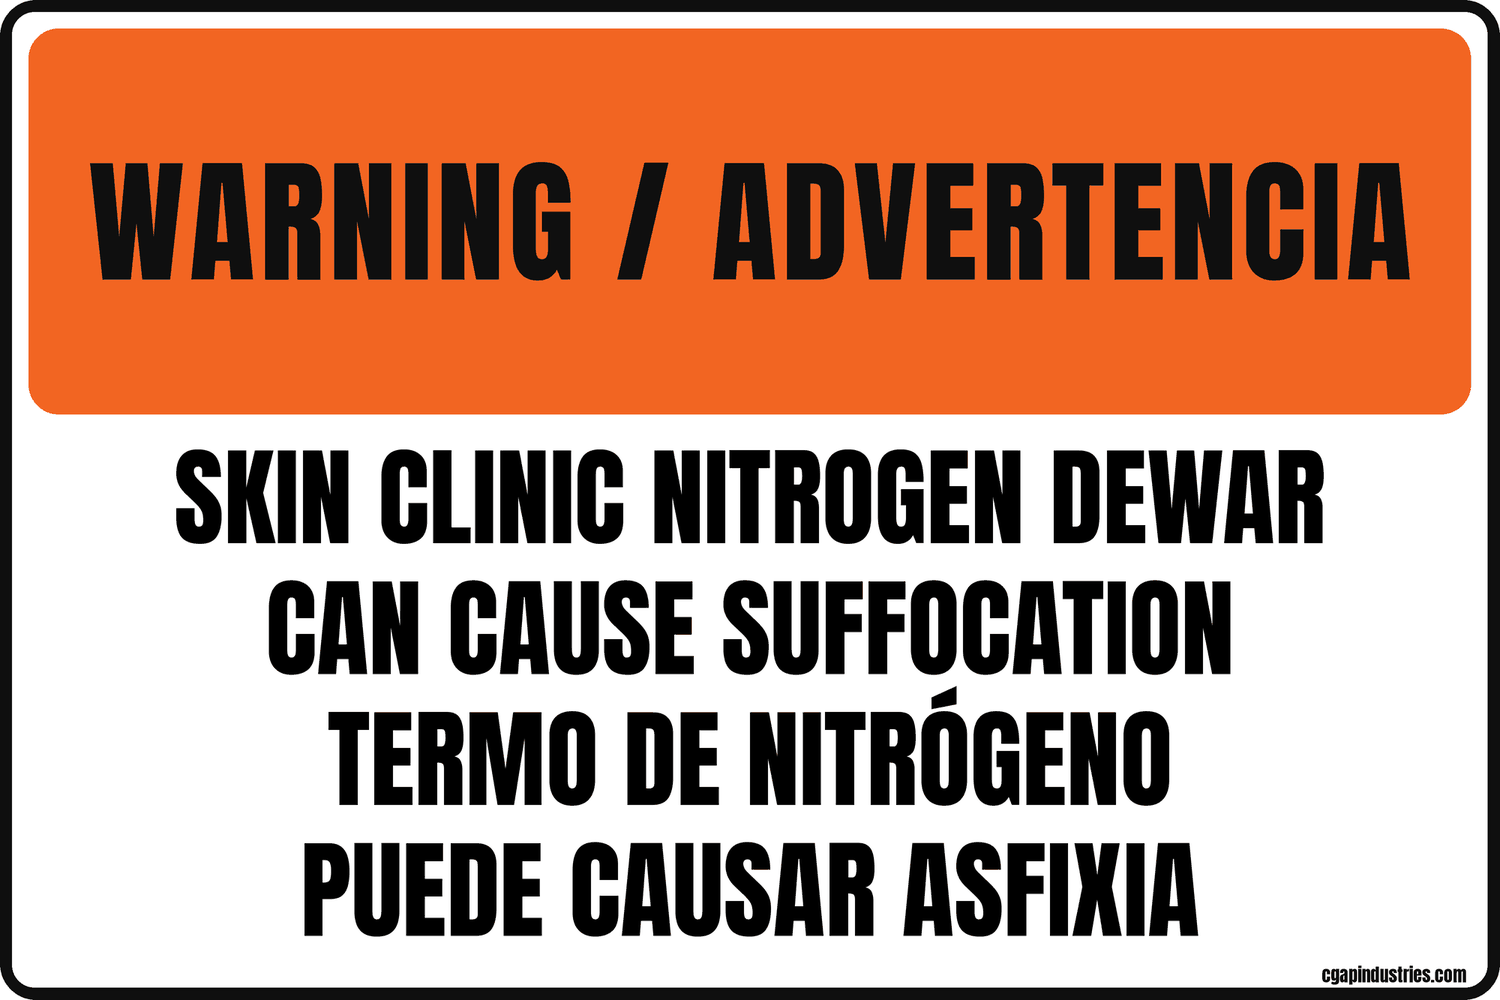 WARNING / ADVERTENCIA
SKIN CLINIC NITROGEN DEWAR
CAN CAUSE SUFFOCATION
TERMO DE NITRÓGENO
PUEDE CAUSAR ASFIXIA
cgapindustries.com